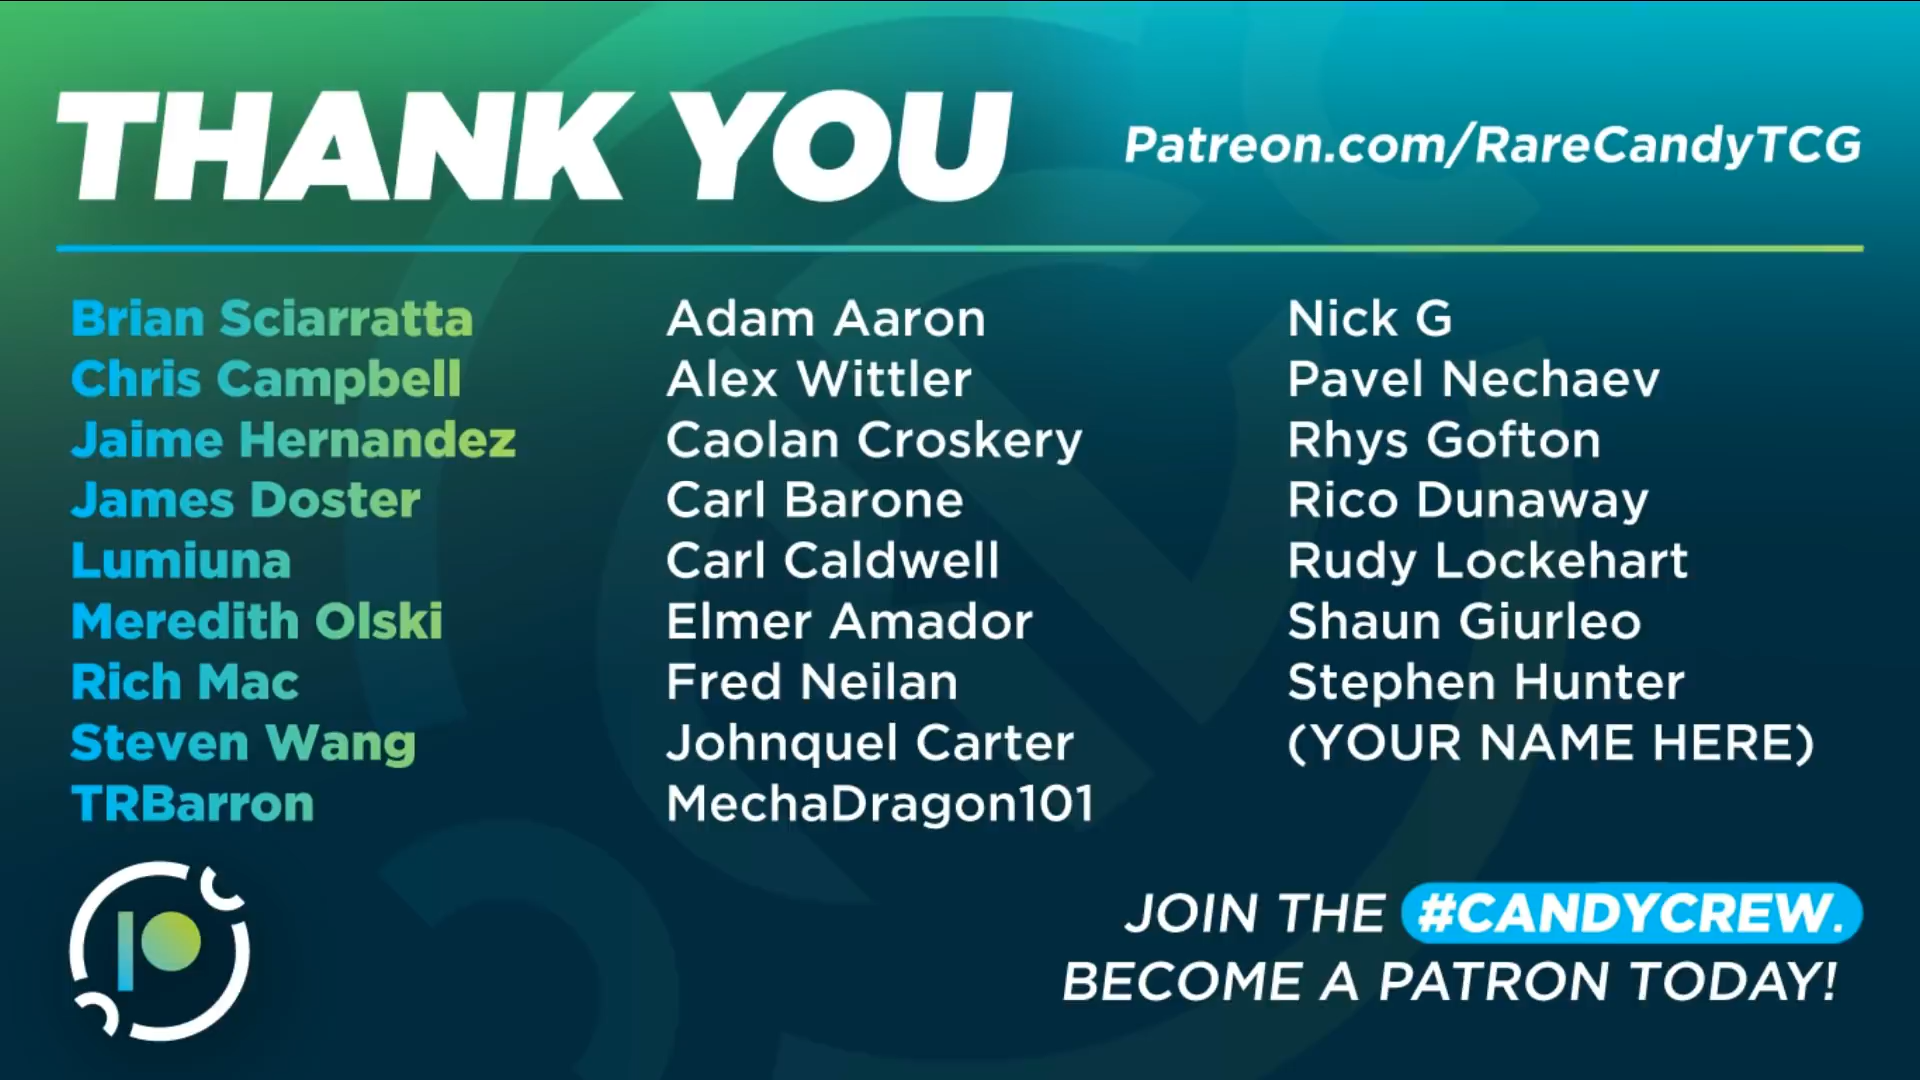 THANK YOU
Patreon.com/RareCandyTCG
Brian Sciarratta
Chris Campbell
Jaime Hernandez
James Doster
Lumiuna
Meredith Olski
Rich Mac
Steven Wang
TRBarron
Adam Aaron
Alex Wittler
Caolan Croskery
Carl Barone
Carl Caldwell
Elmer Amador
Fred Neilan
Johnquel Carter
MechaDragon101
Nick G
Pavel Nechaev
Rhys Gofton
Rico Dunaway
Rudy Lockehart
Shaun Giurleo
Stephen Hunter
(YOUR NAME HERE)
JOIN THE #CANDYCREW.
BECOME A PATRON TODAY!